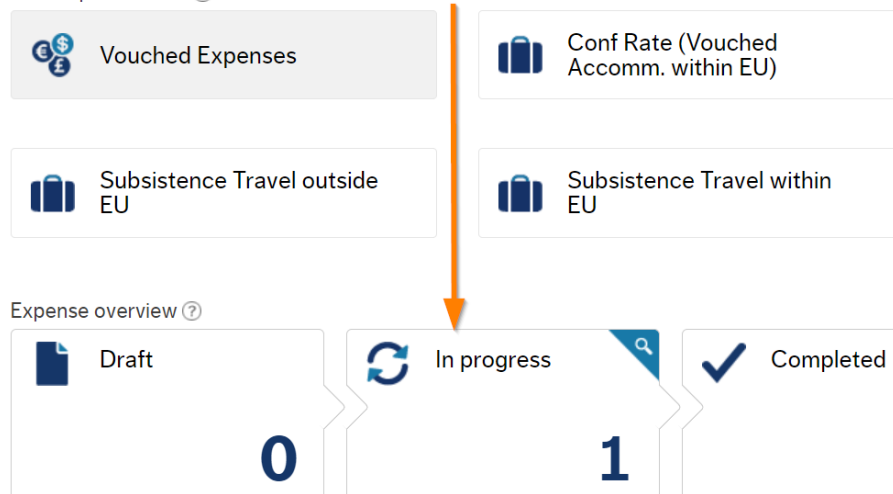 Vouched Expenses
Conf Rate (Vouched
Accomm. within EU)
Subsistence Travel outside
EU
Subsistence Travel within
EU
Expense overview ?
Draft
In progress
Completed
0
1